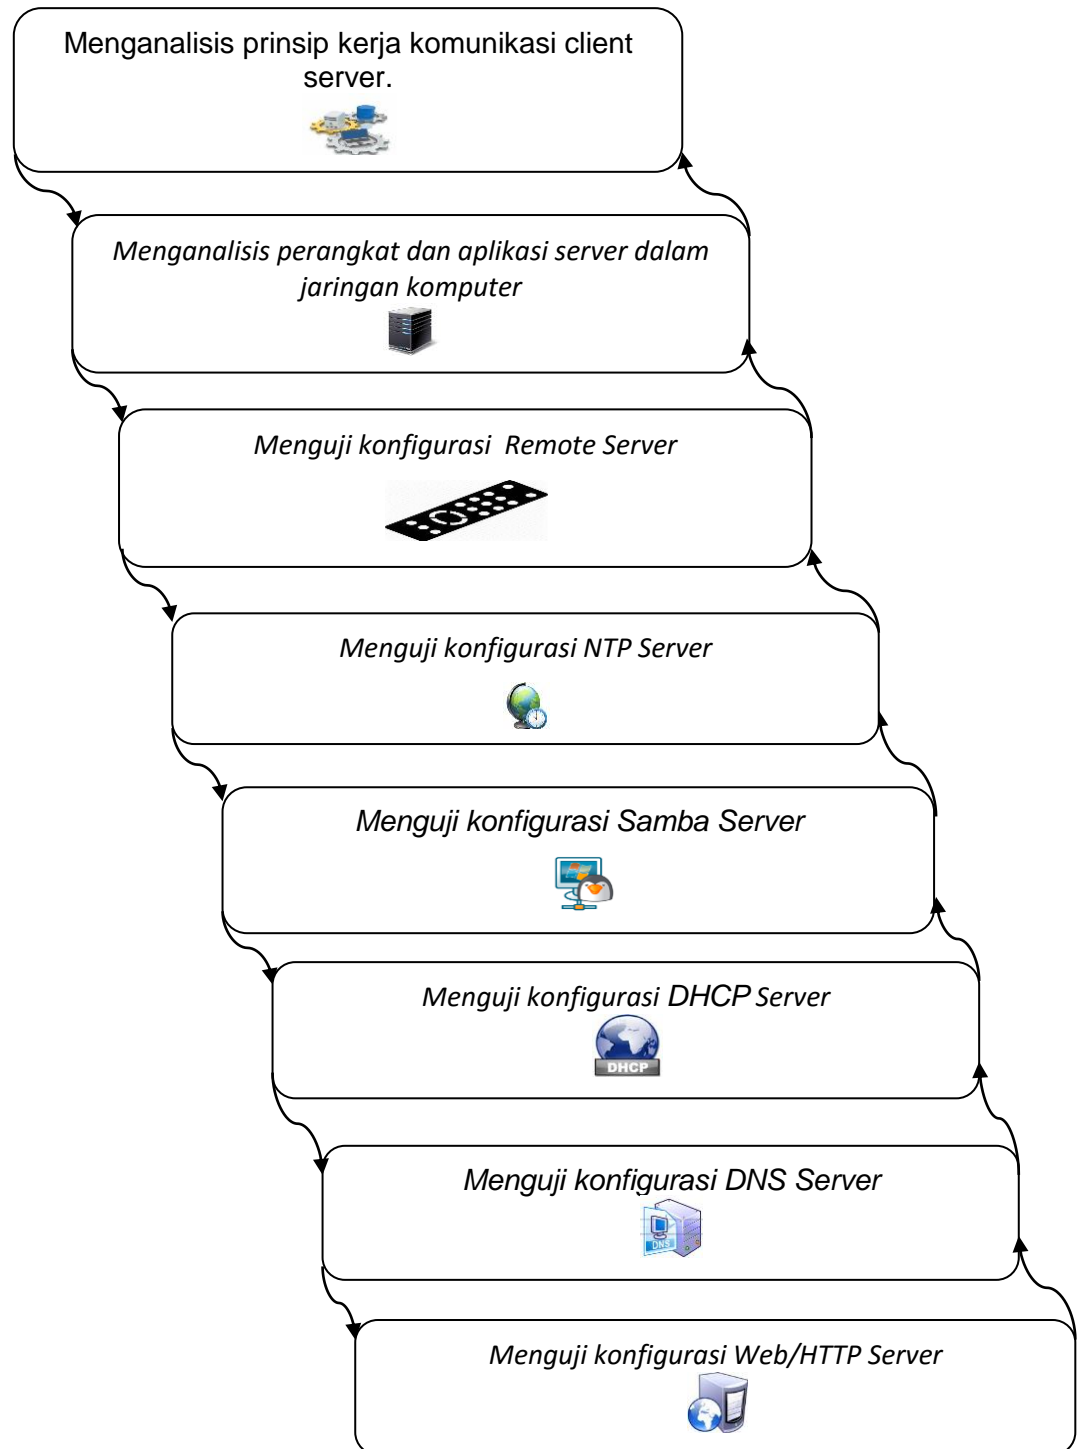 Menganalisis prinsip kerja komunikasi client
server.
Menganalisis perangkat dan aplikasi server dalam
jaringan komputer
Menguji konfigurasi Remote Server
Menguji konfigurasi NTP Server
Menguji konfigurasi Samba Server
Menguji konfigurasi DHCP Server
DHCP
Menguji konfigurasi DNS Server
DNS
Menguji konfigurasi Web/HTTP Server